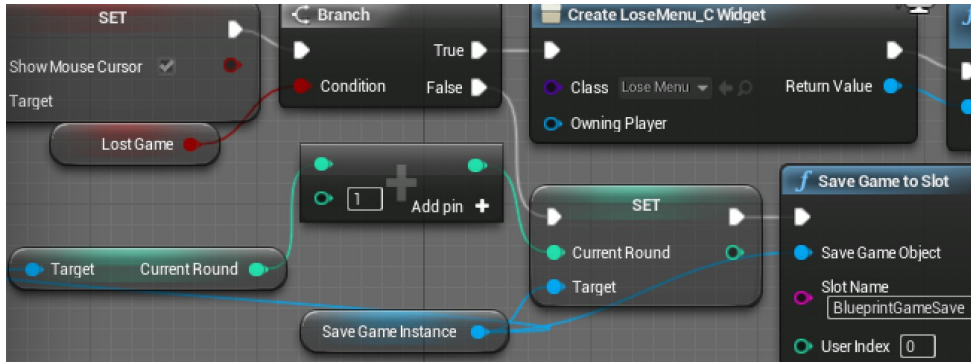 SET
Show Mouse Cursor
Target
Branch
True
Condition
False
Lost Game
Create LoseMenu_C Widget
Class
Lose Menu
Return Value
Owning Player
1
Add pin
Target
Current Round
Save Game Instance
SET
Current Round
Target
f Save Game to Slot
Save Game Object
Slot Name
BlueprintGameSave
User Index
0